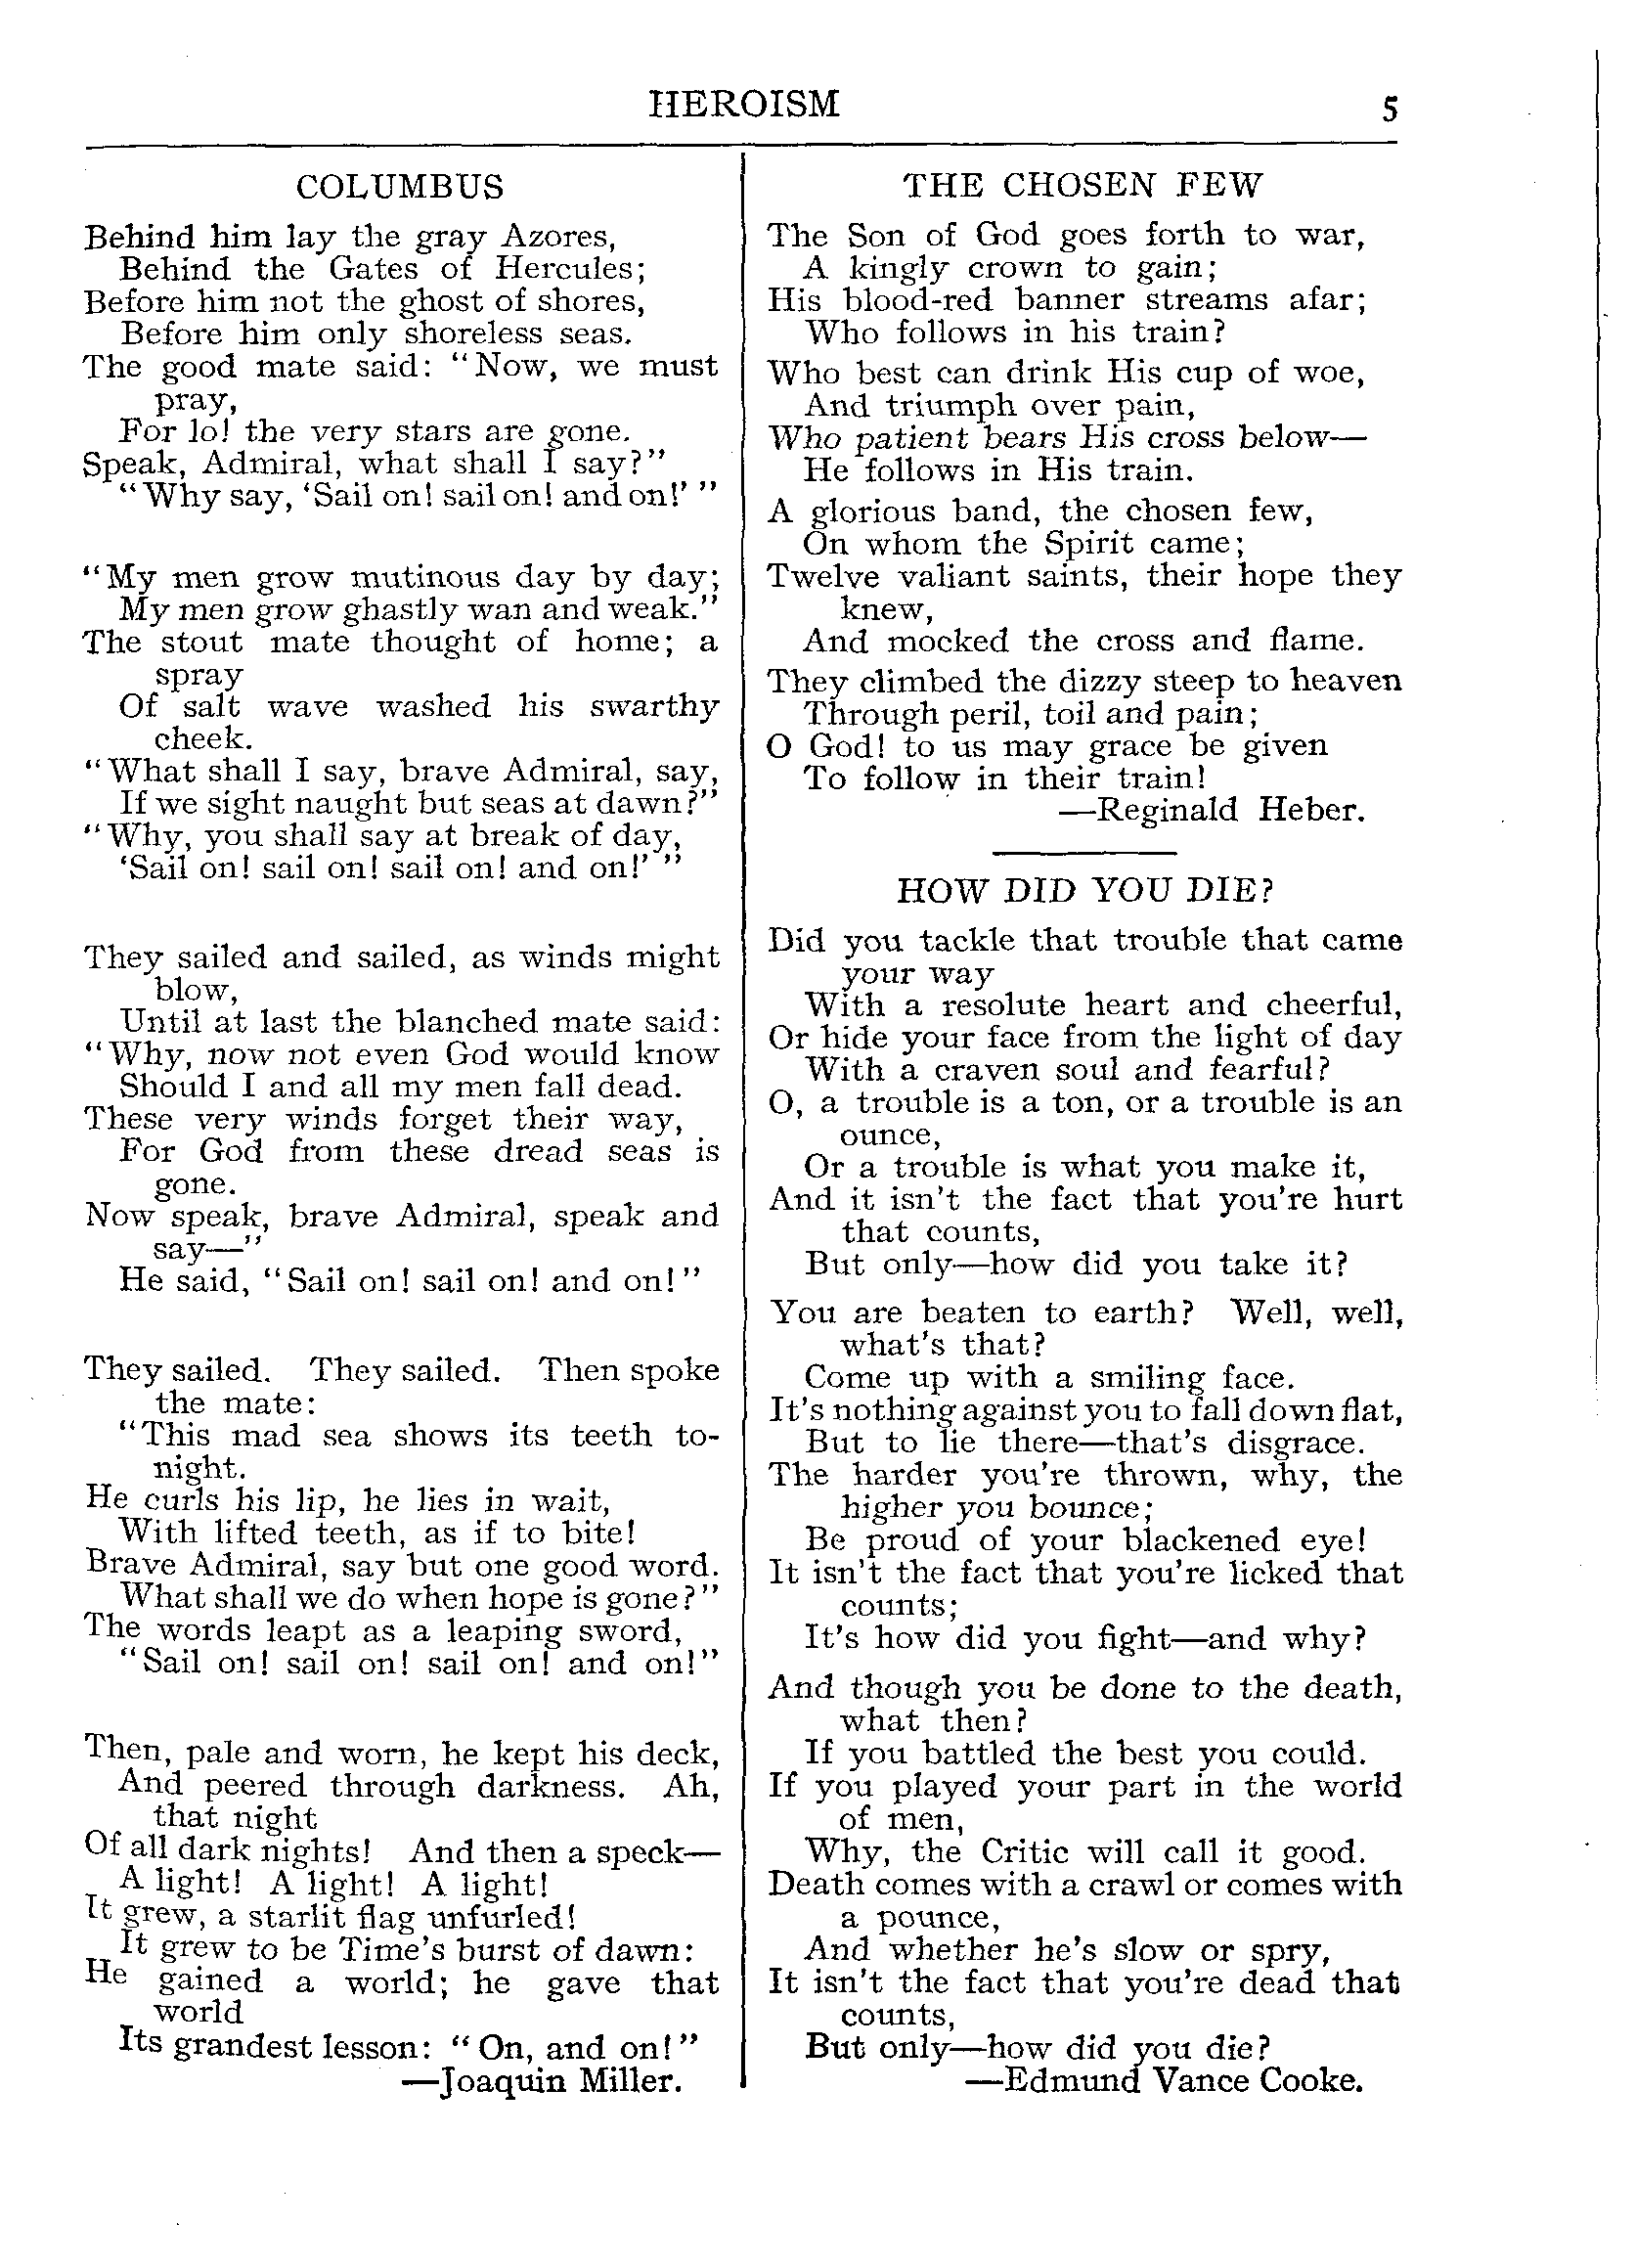 HEROISM
5
COLUMBUS
Behind him lay the gray Azores,
Behind the Gates of Hercules;
Before him not the ghost of shores,
Before him only shoreless seas.
The good mate said: "Now, we must
pray,
For lo! the very stars are gone.
Speak, Admiral, what shall I say?"
"Why say, 'Sail on! sail on! and on!' "
"My men grow mutinous day by day;
My men grow ghastly wan and weak."
The stout mate thought of home; a
spray
Of salt wave washed his swarthy
cheek.
"What shall I say, brave Admiral, say,
If we sight naught but seas at dawn?"
"Why, you shall say at break of day,
'Sail on! sail on! sail on! and on!' "
They sailed and sailed, as winds might
blow,
Until at last the blanched mate said:
"Why, now not even God would know
Should I and all my men fall dead.
These very winds forget their way,
For God from these dread seas is
gone.
Now speak, brave Admiral, speak and
say—"
He said, "Sail on! sail on! and on!"
They sailed. They sailed. Then spoke
the mate:
"This mad sea shows its teeth to-
night.
He curls his lip, he lies in wait,
With lifted teeth, as if to bite!
Brave Admiral, say but one good word.
What shall we do when hope is gone?"
The words leapt as a leaping sword,
"Sail on! sail on! sail on! and on!"
Then, pale and worn, he kept his deck,
And peered through darkness. Ah,
that night
Of all dark nights! And then a speck—
A light! A light! A light!
It grew, a starlit flag unfurled!
It grew to be Time's burst of dawn:
He gained a world; he gave that
world
Its grandest lesson: "On, and on!"
—Joaquin Miller.
THE CHOSEN FEW
The Son of God goes forth to war,
A kingly crown to gain;
His blood-red banner streams afar;
Who follows in his train?
Who best can drink His cup of woe,
And triumph over pain,
Who patient bears His cross below—
He follows in His train.
A glorious band, the chosen few,
On whom the Spirit came;
Twelve valiant saints, their hope they
knew,
And mocked the cross and flame.
They climbed the dizzy steep to heaven
Through peril, toil and pain;
O God! to us may grace be given
To follow in their train!
—Reginald Heber.
HOW DID YOU DIE?
Did you tackle that trouble that came
your way
With a resolute heart and cheerful,
Or hide your face from the light of day
With a craven soul and fearful?
O, a trouble is a ton, or a trouble is an
ounce,
Or a trouble is what you make it,
And it isn't the fact that you're hurt
that counts,
But only—how did you take it?
You are beaten to earth? Well, well,
what's that?
Come up with a smiling face.
It's nothing against you to fall down flat,
But to lie there—that's disgrace.
The harder you're thrown, why, the
higher you bounce;
Be proud of your blackened eye!
It isn't the fact that you're licked that
counts;
It's how did you fight—and why?
And though you be done to the death,
what then?
If you battled the best you could.
If you played your part in the world
of men,
Why, the Critic will call it good.
Death comes with a crawl or comes with
a pounce,
And whether he's slow or spry,
It isn't the fact that you're dead that
counts,
But only—how did you die?
—Edmund Vance Cooke.